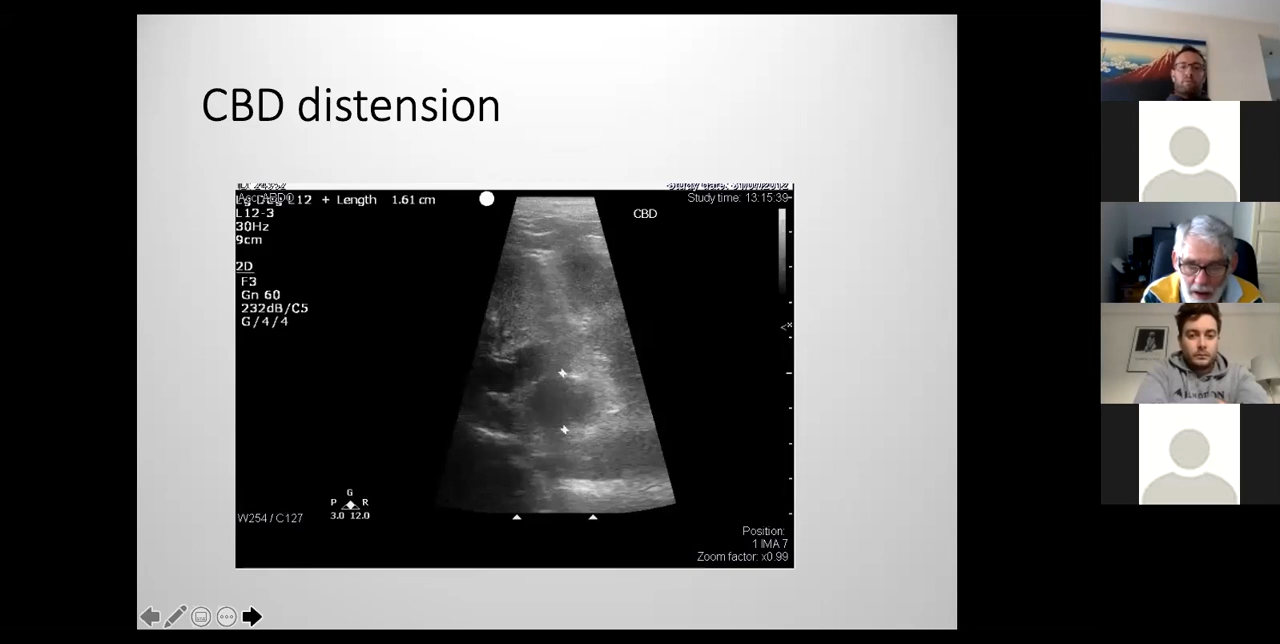 CBD distension
+ Length 1.61 cm
L12-3
30Hz
9cm
2D
F3
Gn 60
232dB/C5
G/4/4
Study time: 13:15:39
CBD
G
P R
3.0 12.0
W254 / C127
Position:
1 IMA 7
Zoom factor: x0.99